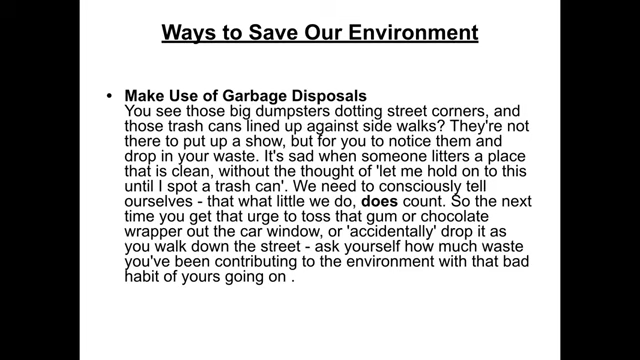 Ways to Save Our Environment
• Make Use of Garbage Disposals
You see those big dumpsters dotting street corners, and
those trash cans lined up against side walks? They're not
there to put up a show, but for you to notice them and
drop in your waste. It's sad when someone litters a place
that is clean, without the thought of 'let me hold on to this
until I spot a trash can'. We need to consciously tell
ourselves - that what little we do, does count. So the next
time you get that urge to toss that gum or chocolate
wrapper out the car window, or 'accidentally' drop it as
you walk down the street - ask yourself how much waste
you've been contributing to the environment with that bad
habit of yours going on .